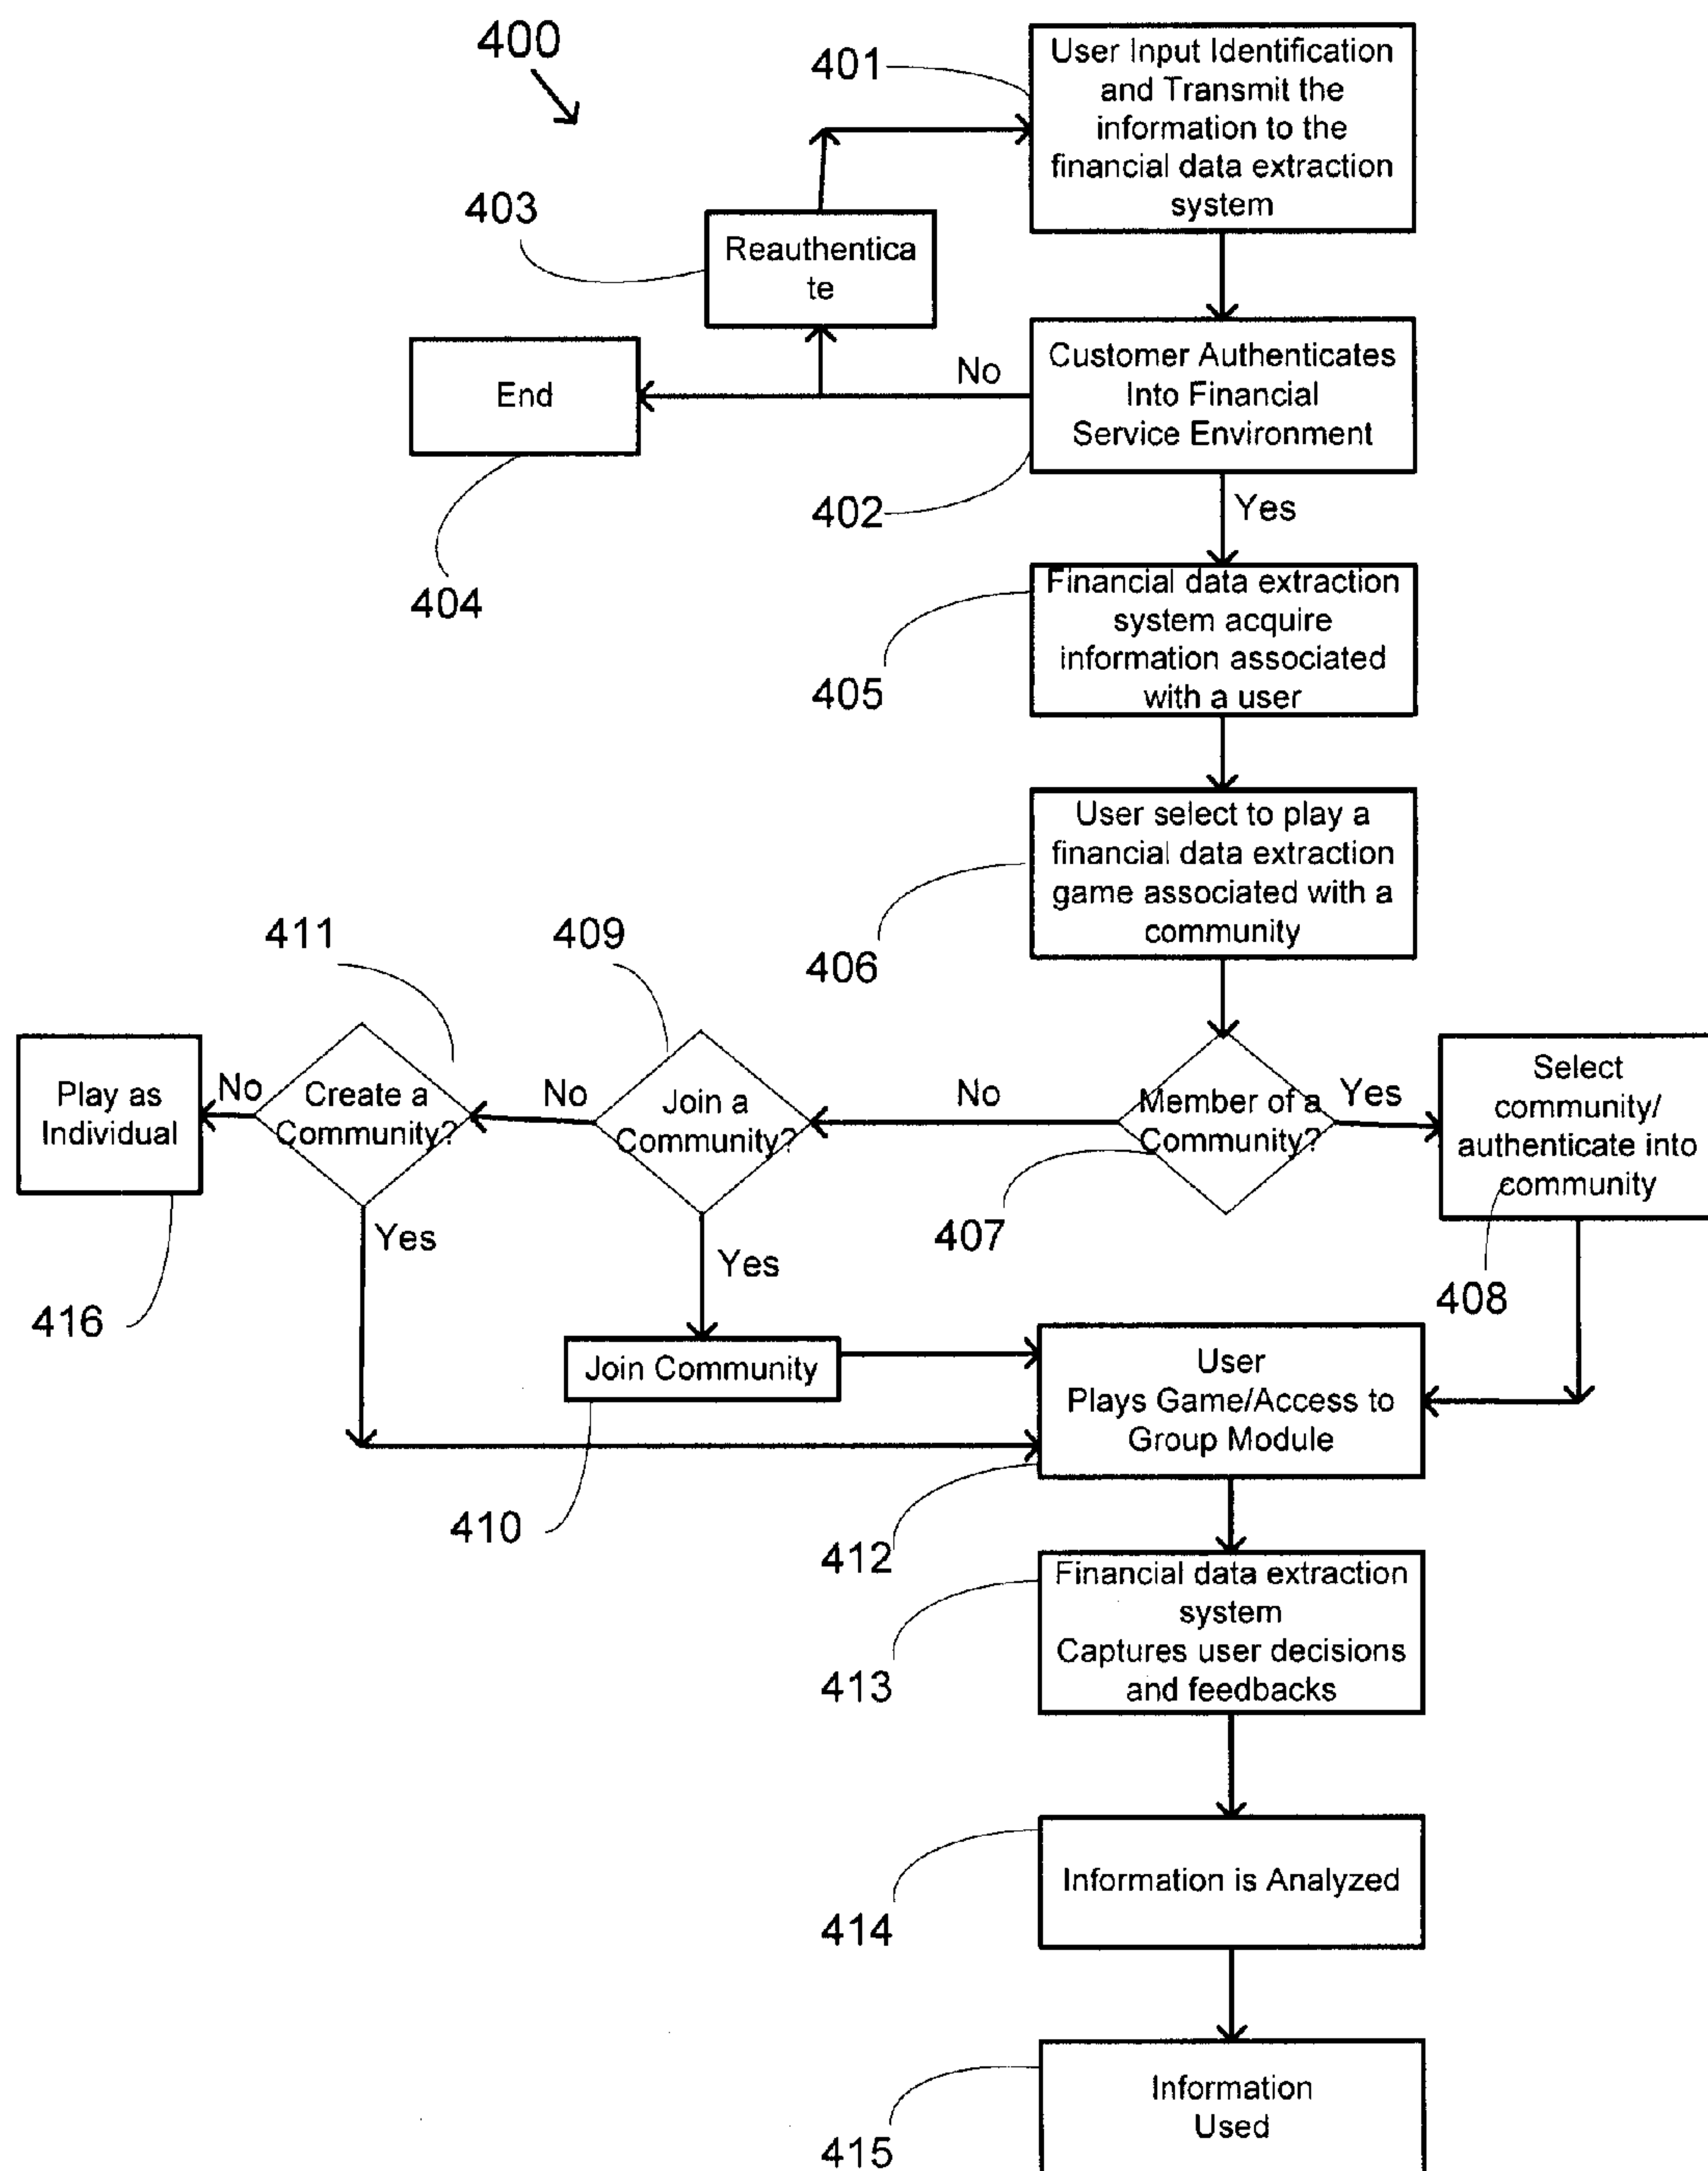 400
401
User Input Identification
and Transmit the
information to the
financial data extraction
system
403
Reauthentica
te
End
No
Customer Authenticates
Into Financial
Service Environment
402
Yes
404
Financial data extraction
system acquire
information associated
with a user
405
User select to play a
financial data extraction
game associated with a
community
406
411
409
Play as
Individual
No
Create a
Community?
No
Join a
Community?
No
Member of a
Community?
Yes
Select
community/
authenticate into
community
407
408
416
Yes
Yes
Join Community
410
User
Plays Game/Access to
Group Module
412
Financial data extraction
system
Captures user decisions
and feedbacks
413
Information is Analyzed
414
Information
Used
415